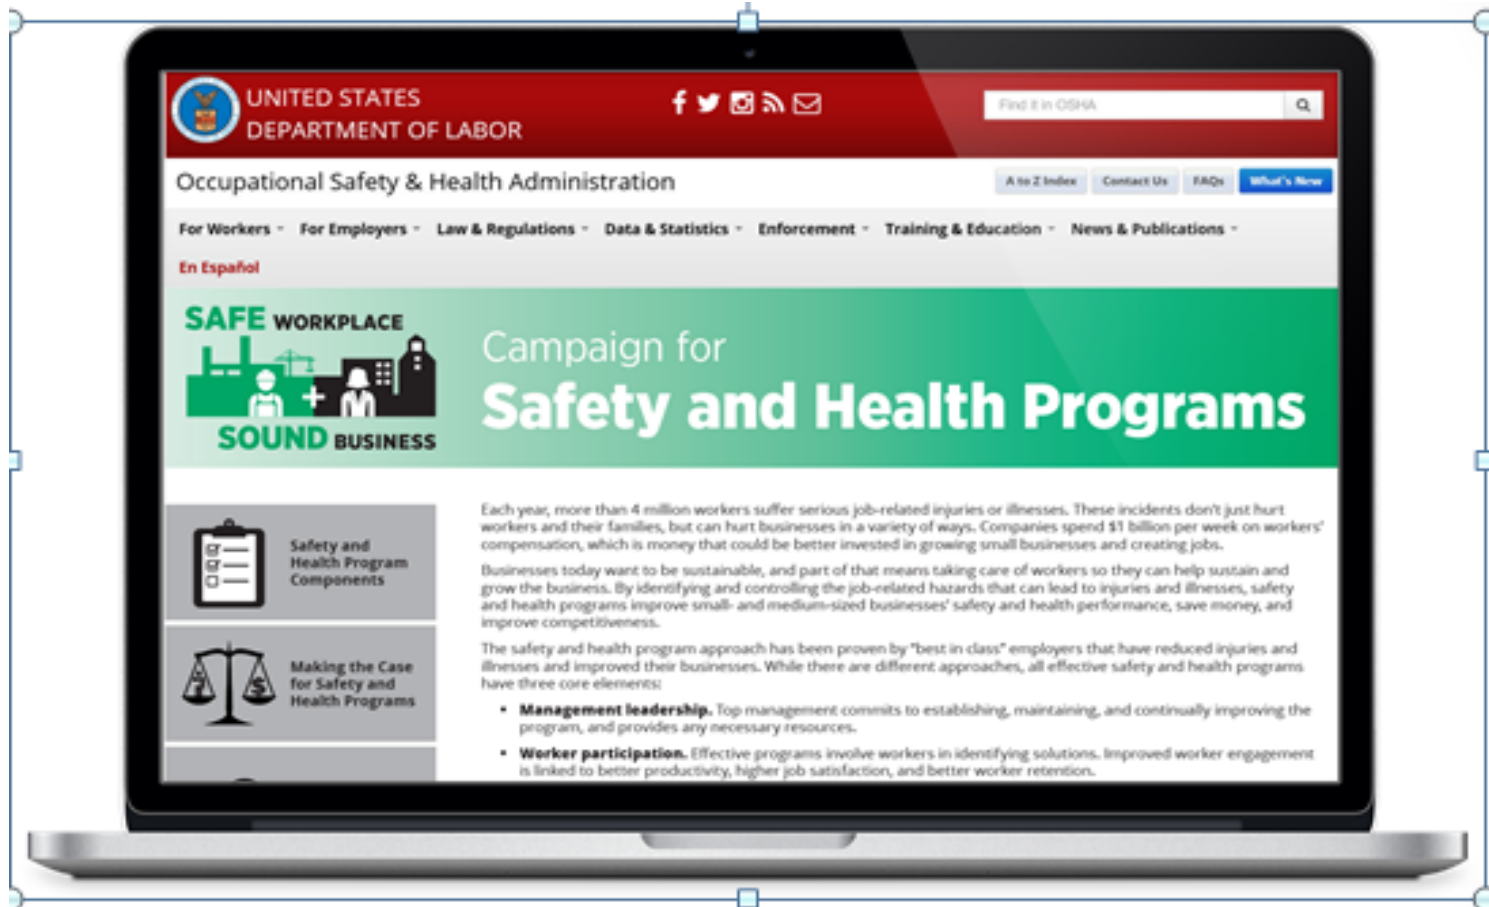 UNITED STATES
DEPARTMENT OF LABOR
Find it in OSHA
Occupational Safety & Health Administration
A to Z Index Contact Us FAQs What's New
For Workers For Employers Law & Regulations Data & Statistics Enforcement Training & Education News & Publications
En Español
SAFE WORKPLACE
SOUND BUSINESS
Campaign for
Safety and Health Programs
Safety and
Health Program
Components
? $
Making the Case
for Safety and
Health Programs
Each year, more than 4 million workers suffer serious job-related injuries or illnesses. These incidents don't just hurt
workers and their families, but can hurt businesses in a variety of ways. Companies spend $1 billion per week on workers'
compensation, which is money that could be better invested in growing small businesses and creating jobs.
Businesses today want to be sustainable, and part of that means taking care of workers so they can help sustain and
grow the business. By identifying and controlling the job-related hazards that can lead to injuries and illnesses, safety
and health programs improve small- and medium-sized businesses' safety and health performance, save money, and
improve competitiveness.
The safety and health program approach has been proven by "best in class" employers that have reduced injuries and
illnesses and improved their businesses. While there are different approaches, all effective safety and health programs
have three core elements:
▪ Management leadership. Top management commits to establishing, maintaining, and continually improving the
program, and provides any necessary resources.
▪ Worker participation. Effective programs involve workers in identifying solutions. Improved worker engagement
is linked to better productivity, higher job satisfaction, and better worker retention.